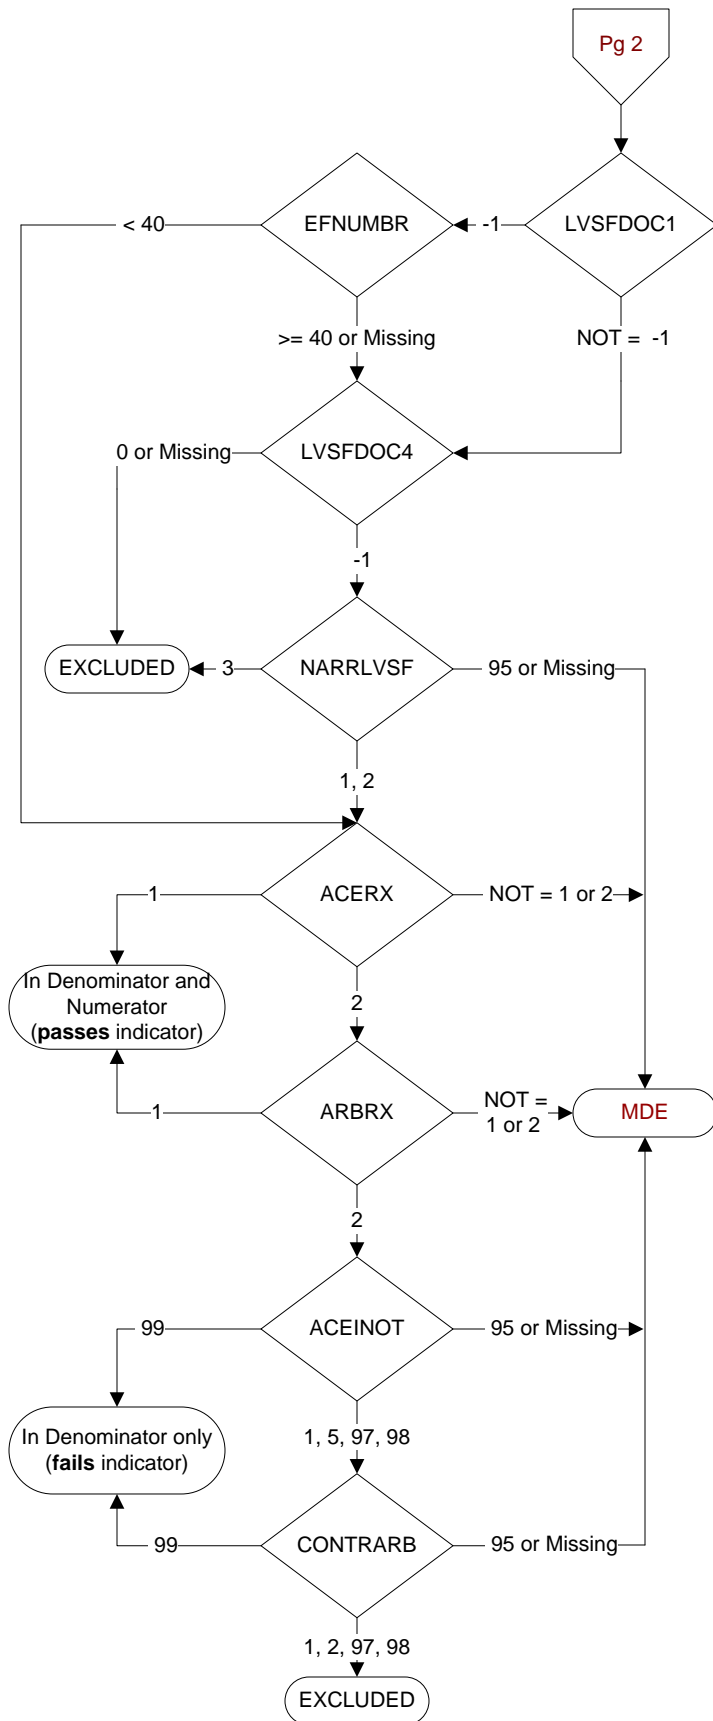 Pg 2
LVSFDOC1
-1
EFNUMBR
< 40
>= 40 or Missing
NOT = -1
LVSFDOC4
0 or Missing
-1
EXCLUDED
3
NARRLVSF
95 or Missing
1, 2
ACERX
1
NOT = 1 or 2
In Denominator and
Numerator
(passes indicator)
2
ARBRX
1
NOT =
1 or 2
MDE
2
ACEINOT
99
95 or Missing
In Denominator only
(fails indicator)
1, 5, 97, 98
CONTRARB
99
95 or Missing
1, 2, 97, 98
EXCLUDED